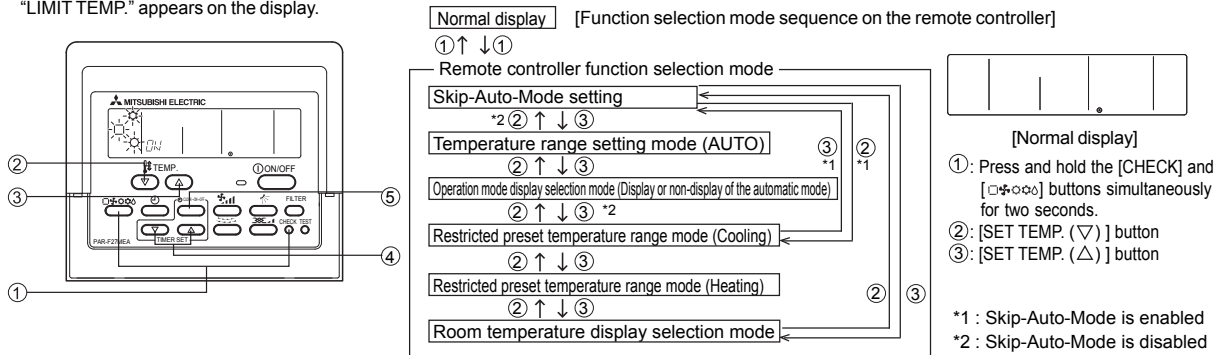 “LIMIT TEMP.” appears on the display.
MITSUBISHI ELECTRIC
ON
TEMP.
ON/OFF
FILTER
CHECK TEST
TIMER SET
PAR-F27MEA
②
③
①
⑤
④
Normal display [Function selection mode sequence on the remote controller]
①↑ ↓①
Remote controller function selection mode
Skip-Auto-Mode setting
*2 ② ↑ ↓ ③
Temperature range setting mode (AUTO)
② ↑ ↓ ③
Operation mode display selection mode (Display or non-display of the automatic mode)
② ↑ ↓ ③ *2
Restricted preset temperature range mode (Cooling)
② ↑ ↓ ③
Restricted preset temperature range mode (Heating)
② ↑ ↓ ③
Room temperature display selection mode
③ ②
*1 *1
② ③
[Normal display]
①: Press and hold the [CHECK] and
[ ] buttons simultaneously
for two seconds.
②: [SET TEMP. (▽) ] button
③: [SET TEMP. (△) ] button
*1 : Skip-Auto-Mode is enabled
*2 : Skip-Auto-Mode is disabled